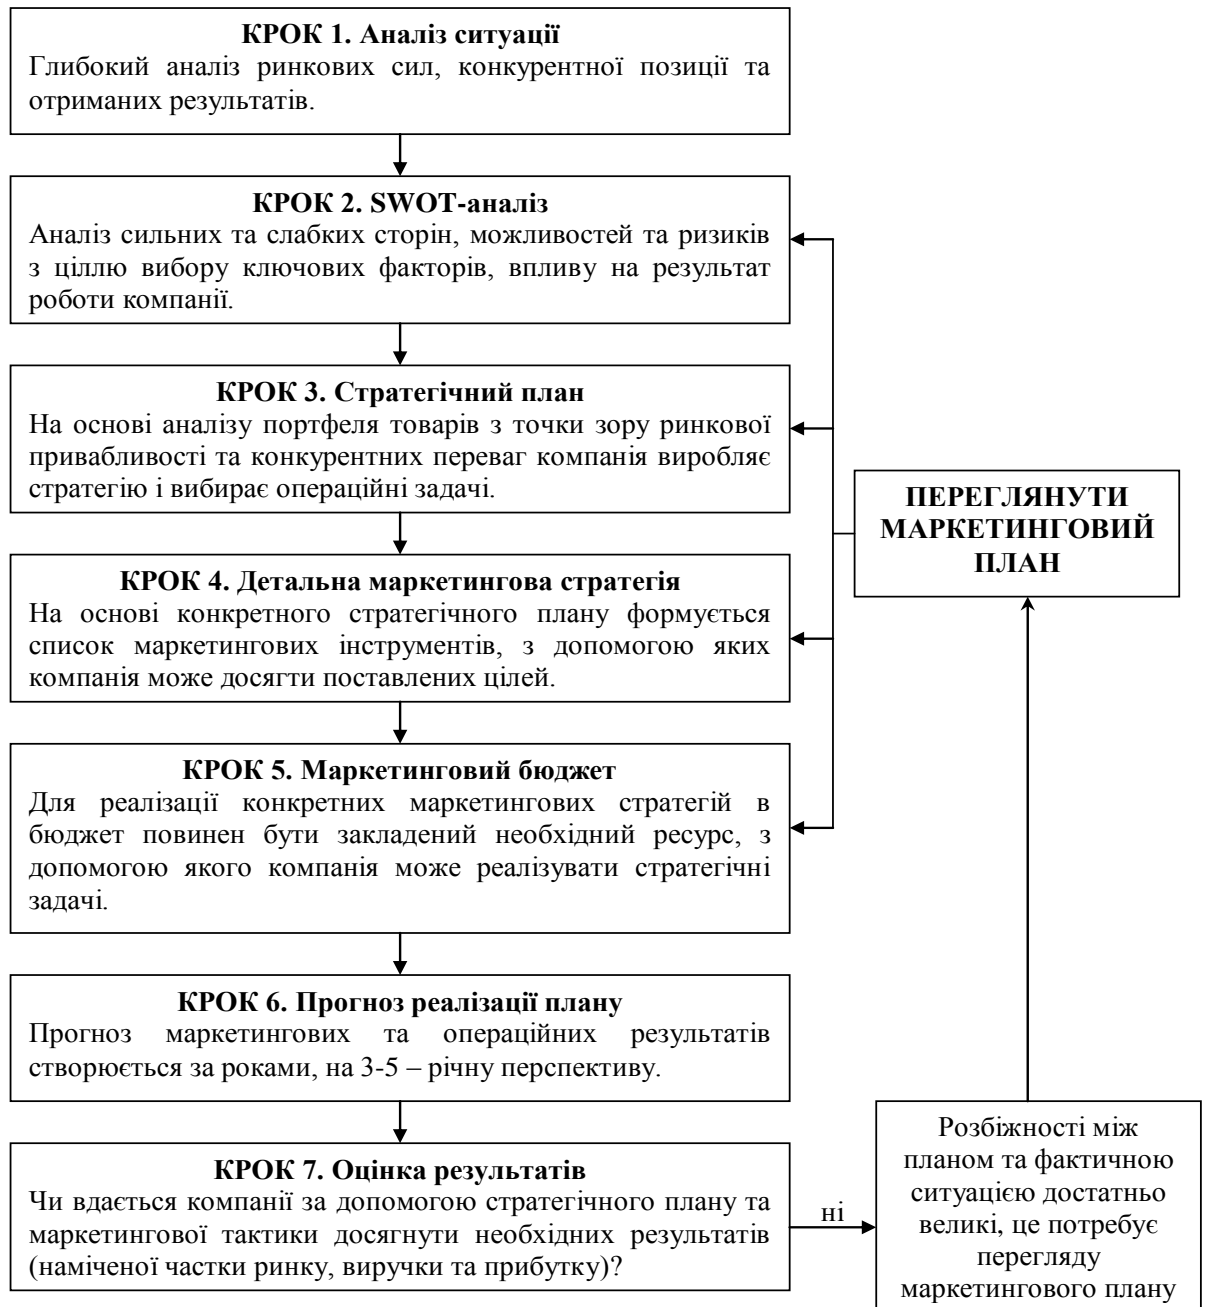 КРОК 1. Аналіз ситуації
Глибокий аналіз ринкових сил, конкурентної позиції та
отриманих результатів.
КРОК 2. SWOT-аналіз
Аналіз сильних та слабких сторін, можливостей та ризиків
з ціллю вибору ключових факторів, впливу на результат
роботи компанії.
КРОК 3. Стратегічний план
На основі аналізу портфеля товарів з точки зору ринкової
привабливості та конкурентних переваг компанія виробляє
стратегію і вибирає операційні задачі.
КРОК 4. Детальна маркетингова стратегія
На основі конкретного стратегічного плану формується
список маркетингових інструментів, з допомогою яких
компанія може досягти поставлених цілей.
КРОК 5. Маркетинговий бюджет
Для реалізації конкретних маркетингових стратегій в
бюджет повинен бути закладений необхідний ресурс, з
допомогою якого компанія може реалізувати стратегічні
задачі.
КРОК 6. Прогноз реалізації плану
Прогноз маркетингових та операційних результатів
створюється за роками, на 3-5 – річну перспективу.
КРОК 7. Оцінка результатів
Чи вдається компанії за допомогою стратегічного плану та
маркетингової тактики досягнути необхідних результатів
(наміченої частки ринку, виручки та прибутку)?
ні
Розбіжності між
планом та фактичною
ситуацією достатньо
великі, це потребує
перегляду
маркетингового плану
ПЕРЕГЛЯНУТИ
МАРКЕТИНГОВИЙ
ПЛАН